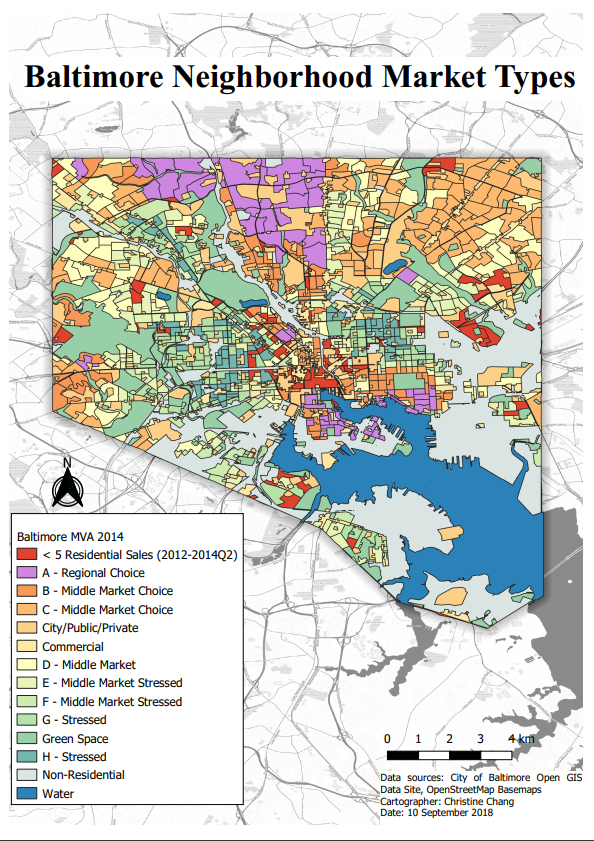 Baltimore Neighborhood Market Types
N
Baltimore MVA 2014
< 5 Residential Sales (2012-2014Q2)
A - Regional Choice
B - Middle Market Choice
C - Middle Market Choice
City/Public/Private
Commercial
D - Middle Market
E - Middle Market Stressed
F - Middle Market Stressed
G - Stressed
Green Space
H - Stressed
Non-Residential
Water
0 1 2 3 4 km
Data sources: City of Baltimore Open GIS
Data Site, OpenStreetMap Basemaps
Cartographer: Christine Chang
Date: 10 September 2018